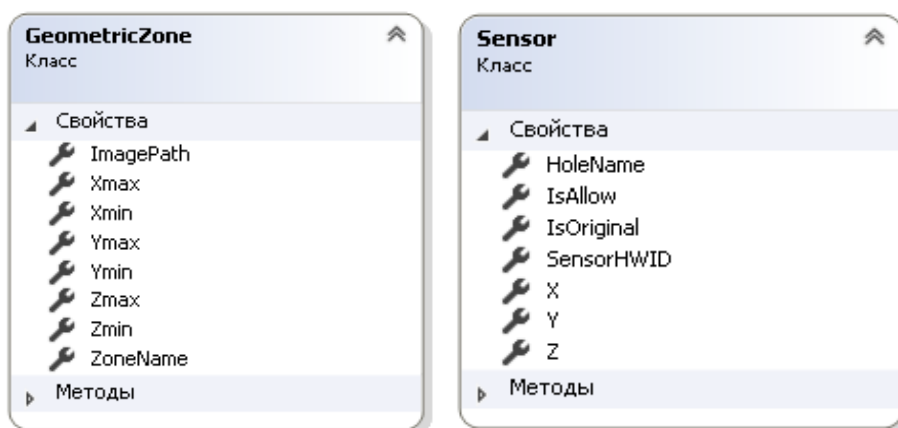 GeometricZone
Класс
Свойства
ImagePath
Xmax
Xmin
Ymax
Ymin
Zmax
Zmin
ZoneName
Методы
Sensor
Класс
Свойства
HoleName
IsAllow
IsOriginal
SensorHWID
X
Y
Z
Методы